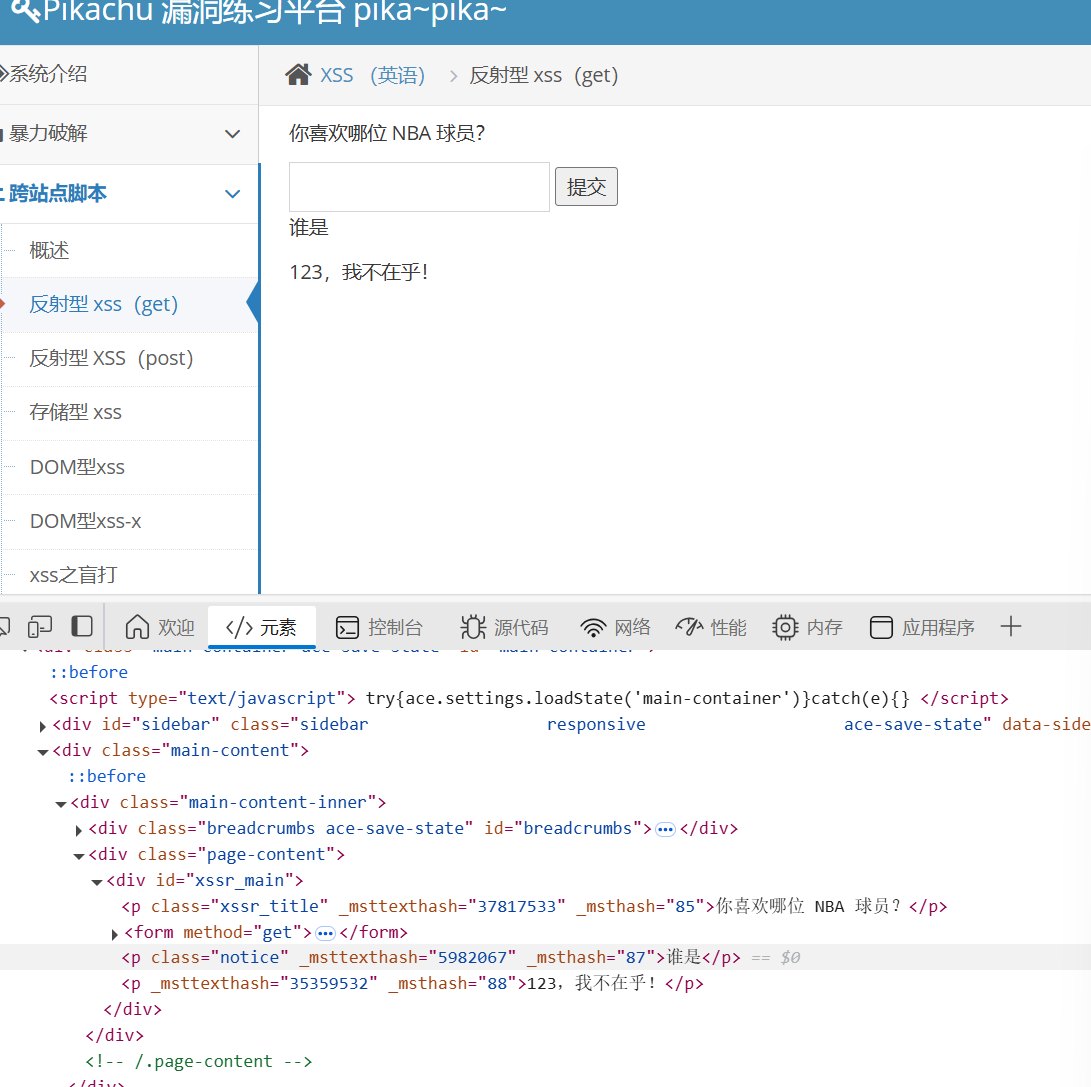 Pikachu 漏洞练习平台 pika~pika~
系统介绍
XSS （英语） > 反射型 xss（get）
暴力破解
你喜欢哪位 NBA 球员？
提交
跨站点脚本
谁是
概述
123，我不在乎！
反射型 xss（get）
反射型 XSS（post）
存储型 xss
DOM型xss
DOM型xss-x
xss之盲打
欢迎 </> 元素 控制台 源代码 网络 性能 内存 应用程序 +
<div class="main-container ace-save-state" id="main-container">
::before
<script type="text/javascript"> try{ace.settings.loadState('main-container')}catch(e){} </script>
<div id="sidebar" class="sidebar responsive ace-save-state" data-side
<div class="main-content">
::before
<div class="main-content-inner">
<div class="breadcrumbs ace-save-state" id="breadcrumbs">…</div>
<div class="page-content">
<div id="xssr_main">
<p class="xssr_title" _msttexthash="37817533" _msthash="85">你喜欢哪位 NBA 球员？</p>
<form method="get">…</form>
<p class="notice" _msttexthash="5982067" _msthash="87">谁是</p> == $0
<p _msttexthash="35359532" _msthash="88">123，我不在乎！</p>
</div>
</div>
<!-- /.page-content -->
</div>